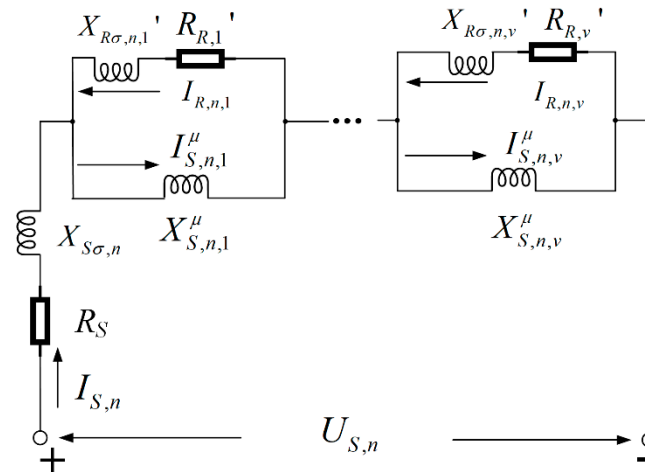 X_{Rσ,n,1}' R_{R,1}' X_{Rσ,n,v}' R_{R,v}'
I_{R,n,1} I_{R,n,v}
I^{μ}_{S,n,1} ... I^{μ}_{S,n,v}
X_{Sσ,n} X^{μ}_{S,n,1} X^{μ}_{S,n,v}
R_S
I_{S,n}
U_{S,n}
+ -